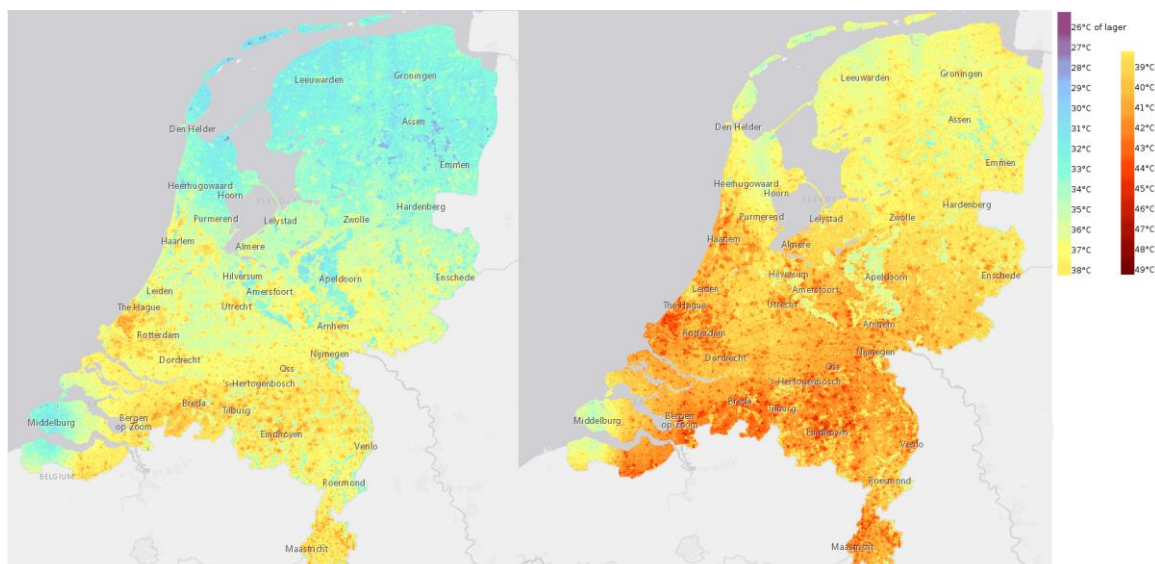 Leeuwarden
Groningen
Assen
Den Helder
Emmen
Heerhugowaard
Hoorn
Hardenberg
Purmerend
Lelystad
Zwolle
Haarlem
Almere
Hilversum
Apeldoorn
Enschede
Leiden
Amersfoort
The Hague
Utrecht
Rotterdam
Arnhem
Dordrecht
Nijmegen
Oss
's-Hertogenbosch
Middelburg
Bergen
op Zoom
Breda
Tilburg
Eindhoven
Venlo
BELGIUM
Roermond
Maastricht
Leeuwarden
Groningen
Assen
Den Helder
Emmen
Heerhugowaard
Hoorn
Hardenberg
Purmerend
Lelystad
Zwolle
Haarlem
Almere
Hilversum
Apeldoorn
Enschede
Leiden
Amersfoort
The Hague
Utrecht
Rotterdam
Arnhem
Dordrecht
Nijmegen
Oss
's-Hertogenbosch
Middelburg
Bergen
op Zoom
Breda
Tilburg
Eindhoven
Venlo
Roermond
Maastricht
26°C of lager
27°C
28°C
29°C
30°C
31°C
32°C
33°C
34°C
35°C
36°C
37°C
38°C
39°C
40°C
41°C
42°C
43°C
44°C
45°C
46°C
47°C
48°C
49°C